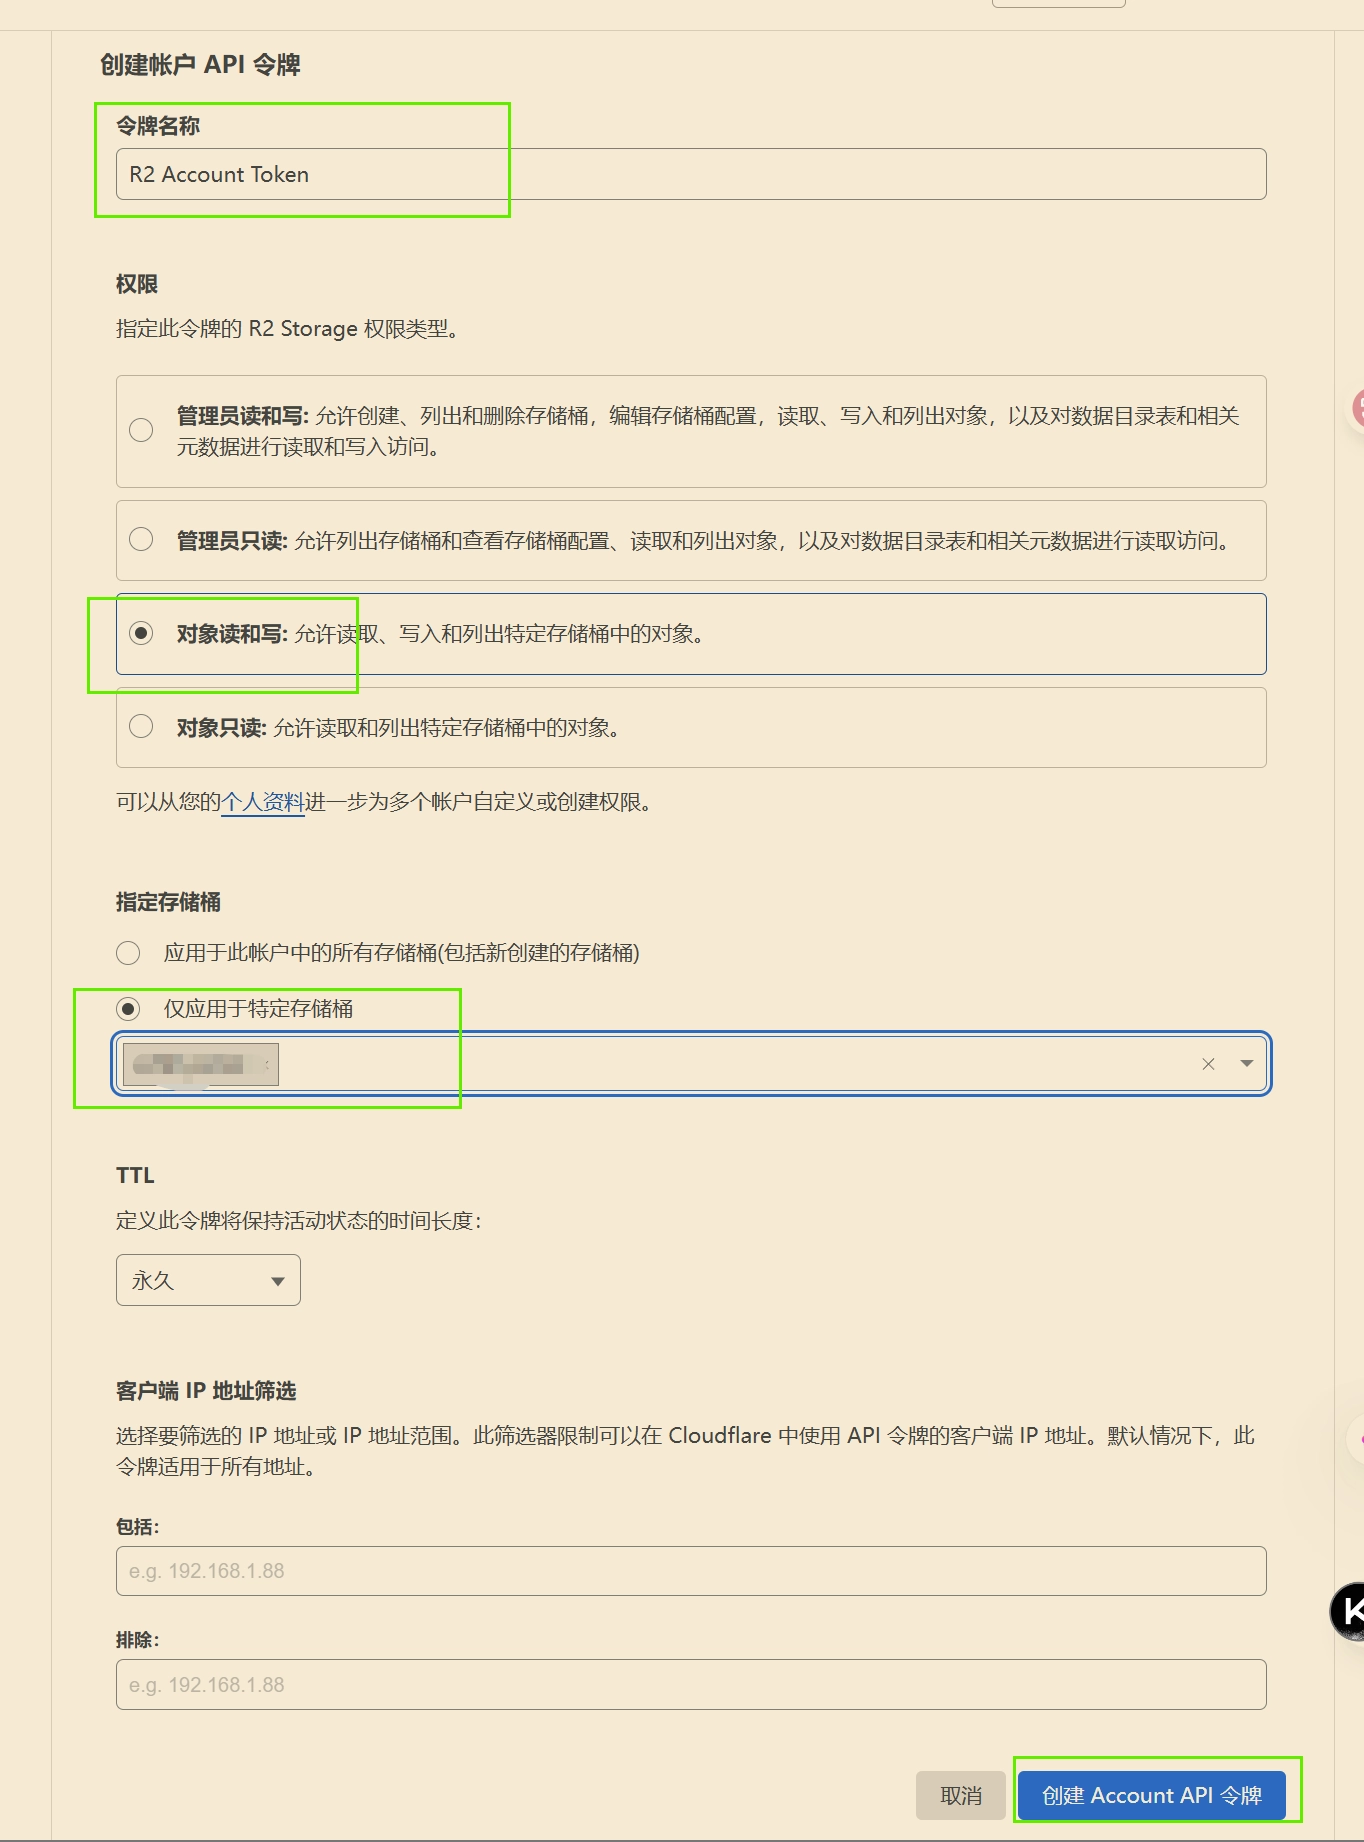 创建帐户 API 令牌
令牌名称
R2 Account Token
权限
指定此令牌的 R2 Storage 权限类型。
管理员读和写: 允许创建、列出和删除存储桶，编辑存储桶配置，读取、写入和列出对象，以及对数据目录表和相关
元数据进行读取和写入访问。
管理员只读: 允许列出存储桶和查看存储桶配置、读取和列出对象，以及对数据目录表和相关元数据进行读取访问。
对象读和写: 允许读取、写入和列出特定存储桶中的对象。
对象只读: 允许读取和列出特定存储桶中的对象。
可以从您的个人资料进一步为多个帐户自定义或创建权限。
指定存储桶
应用于此帐户中的所有存储桶(包括新创建的存储桶)
仅应用于特定存储桶
TTL
定义此令牌将保持活动状态的时间长度：
永久
客户端 IP 地址筛选
选择要筛选的 IP 地址或 IP 地址范围。此筛选器限制可以在 Cloudflare 中使用 API 令牌的客户端 IP 地址。默认情况下，此
令牌适用于所有地址。
包括：
e.g. 192.168.1.88
排除：
e.g. 192.168.1.88
K
取消
创建 Account API 令牌